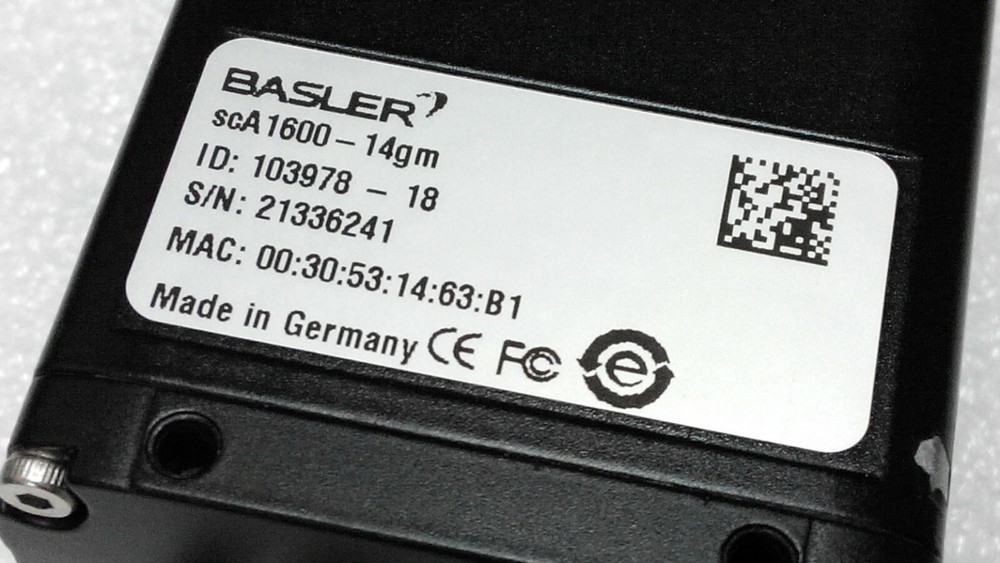 BASLER
scA1600-14gm
ID: 103978 - 18
S/N: 21336241
MAC: 00:30:53:14:63:B1
Made in Germany CE FC e